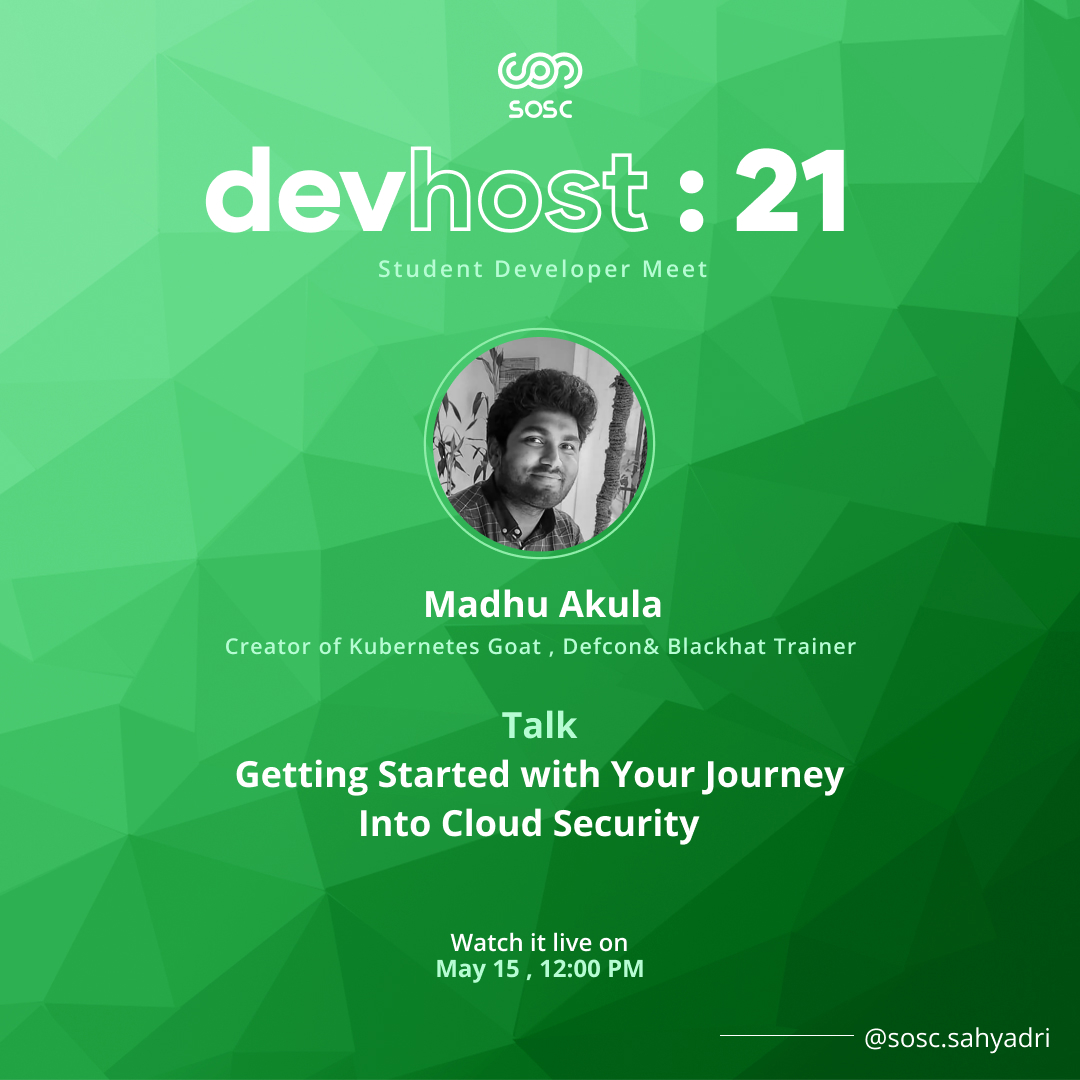 SOSC
devhost : 21
Student Developer Meet
Madhu Akula
Creator of Kubernetes Goat , Defcon& Blackhat Trainer
Talk
Getting Started with Your Journey
Into Cloud Security
Watch it live on
May 15 , 12:00 PM
@sosc.sahyadri